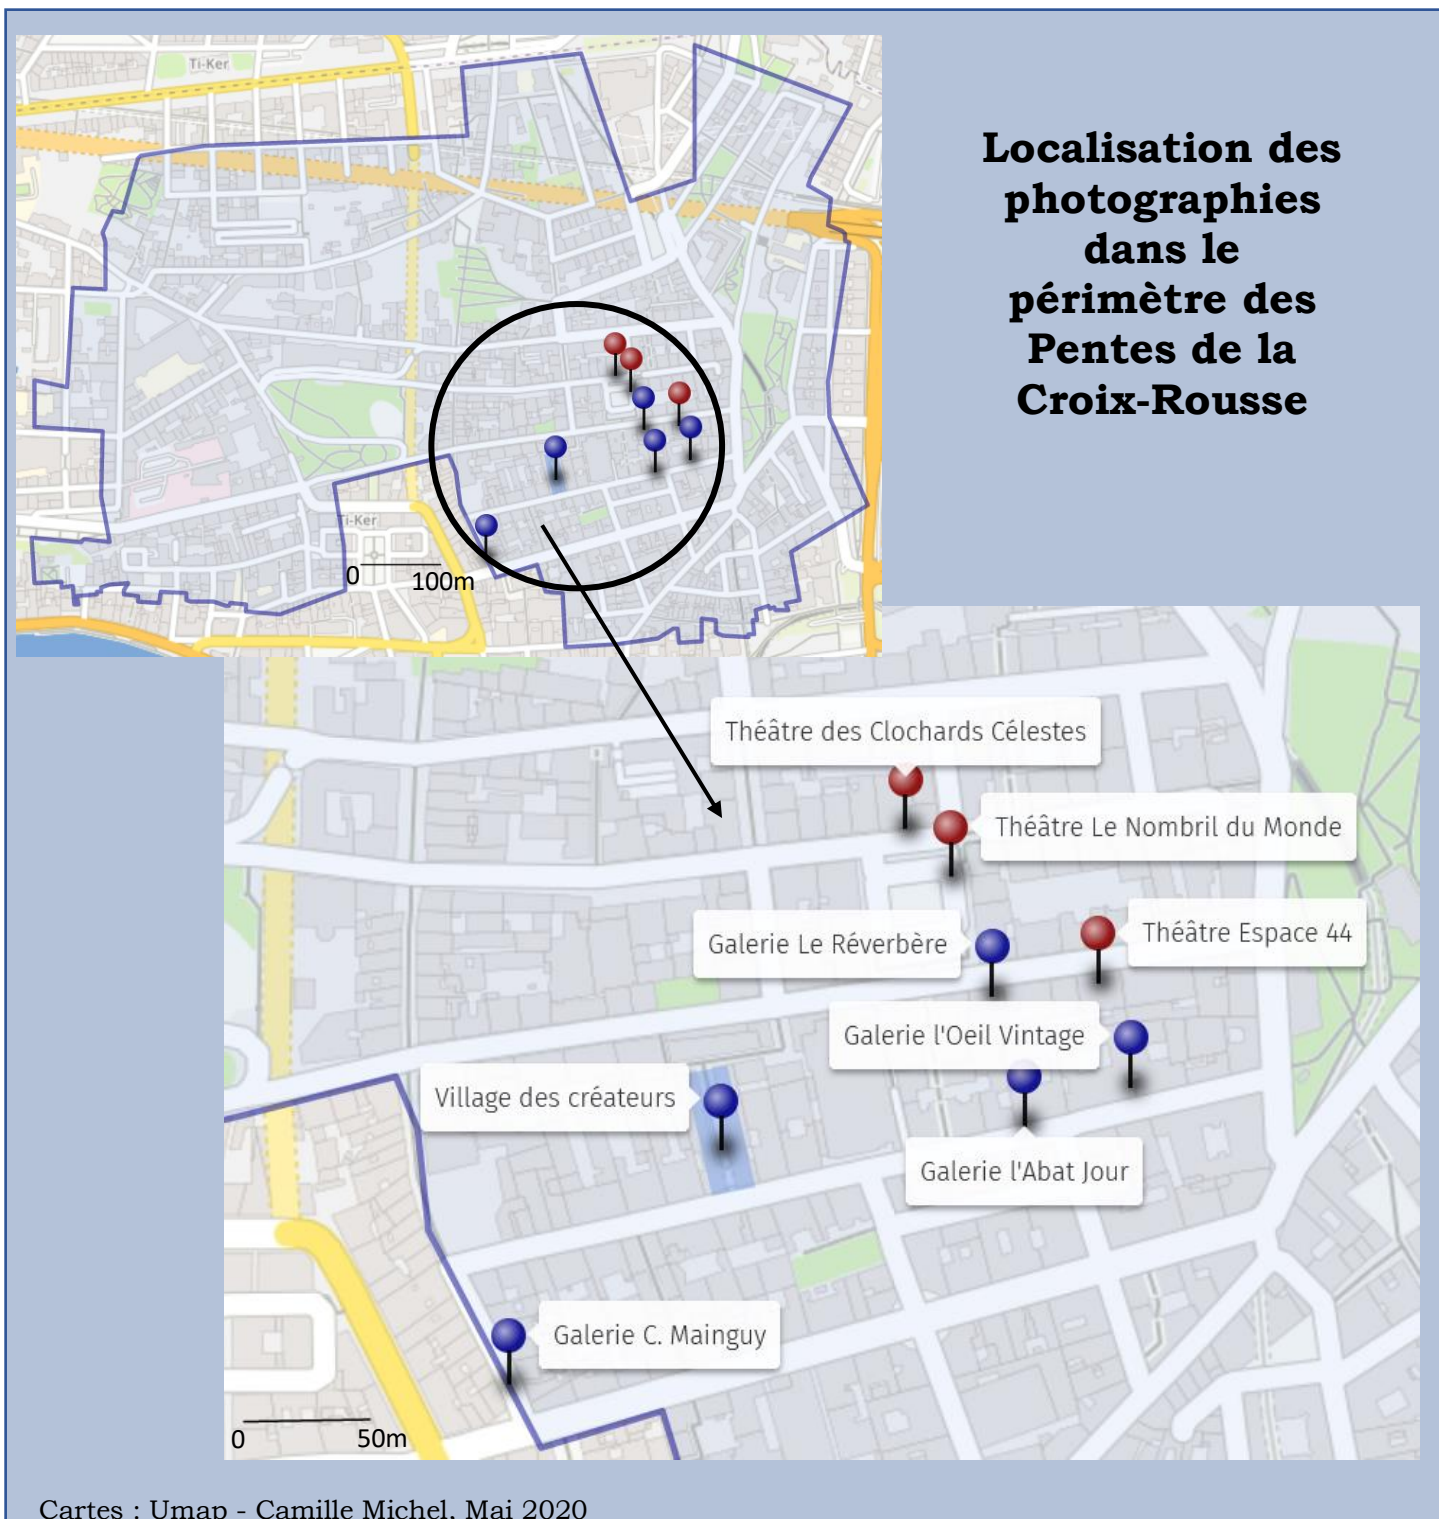 Ti-Ker
Localisation des
photographies
dans le
périmètre des
Pentes de la
Croix-Rousse
Ti-Ker
0 100m
Théâtre des Clochards Célestes
Théâtre Le Nombril du Monde
Galerie Le Réverbère
Théâtre Espace 44
Galerie l'Oeil Vintage
Village des créateurs
Galerie l'Abat Jour
Galerie C. Mainguy
0 50m
Cartes : Umap - Camille Michel, Mai 2020